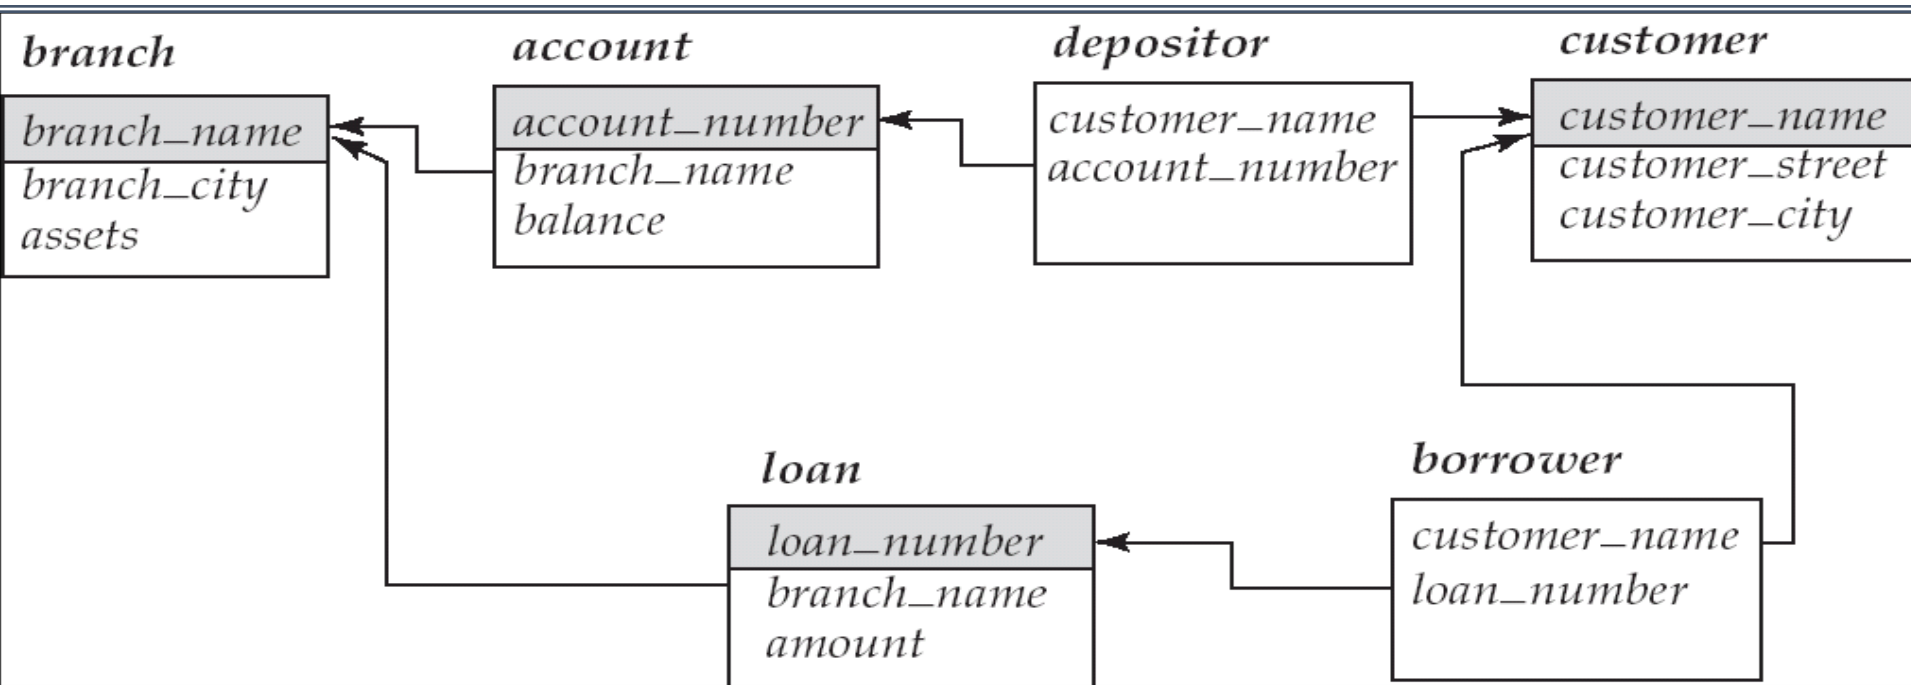 branch
branch_name
branch_city
assets
account
account_number
branch_name
balance
depositor
customer_name
account_number
customer
customer_name
customer_street
customer_city
loan
loan_number
branch_name
amount
borrower
customer_name
loan_number